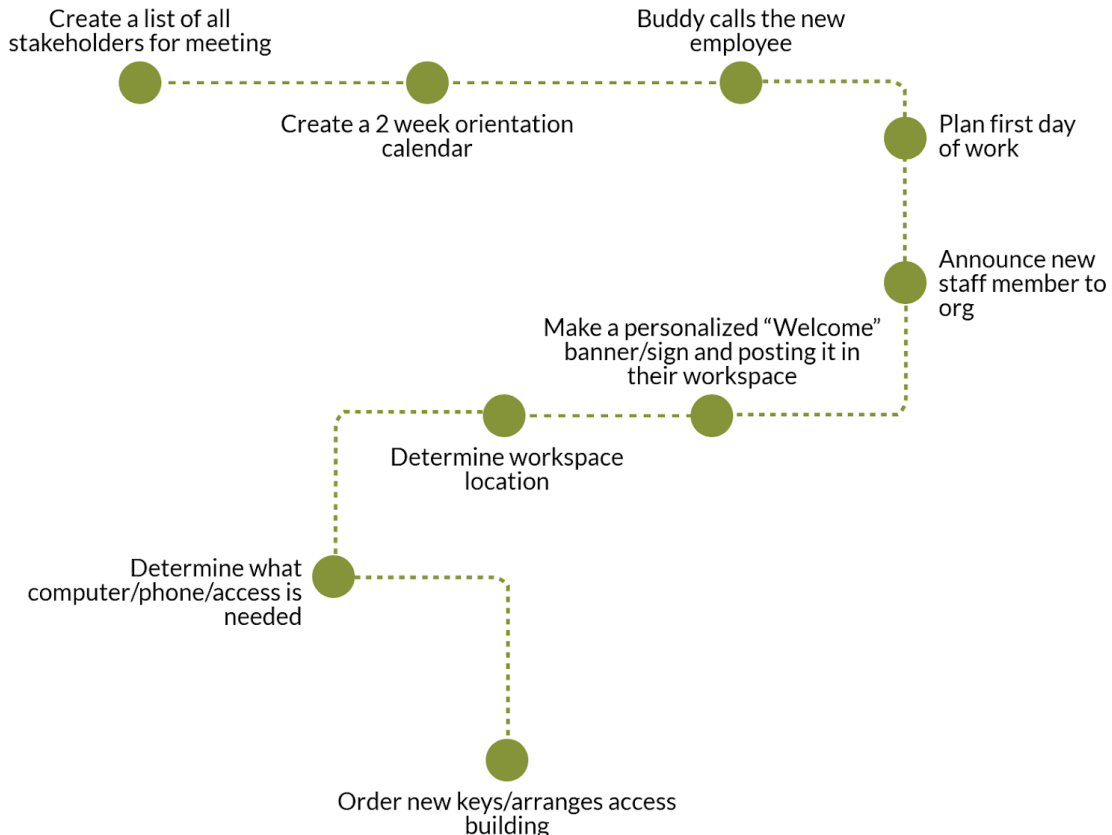 Create a list of all
stakeholders for meeting
Buddy calls the new
employee
Create a 2 week orientation
calendar
Plan first day
of work
Announce new
staff member to
org
Make a personalized “Welcome”
banner/sign and posting it in
their workspace
Determine workspace
location
Determine what
computer/phone/access is
needed
Order new keys/arranges access
building